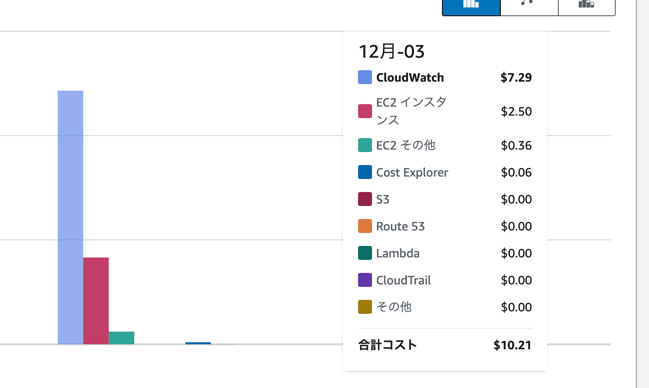 12月-03
CloudWatch $7.29
EC2 インスタ
ンス $2.50
EC2 その他 $0.36
Cost Explorer $0.06
S3 $0.00
Route 53 $0.00
Lambda $0.00
CloudTrail $0.00
その他 $0.00
合計コスト $10.21